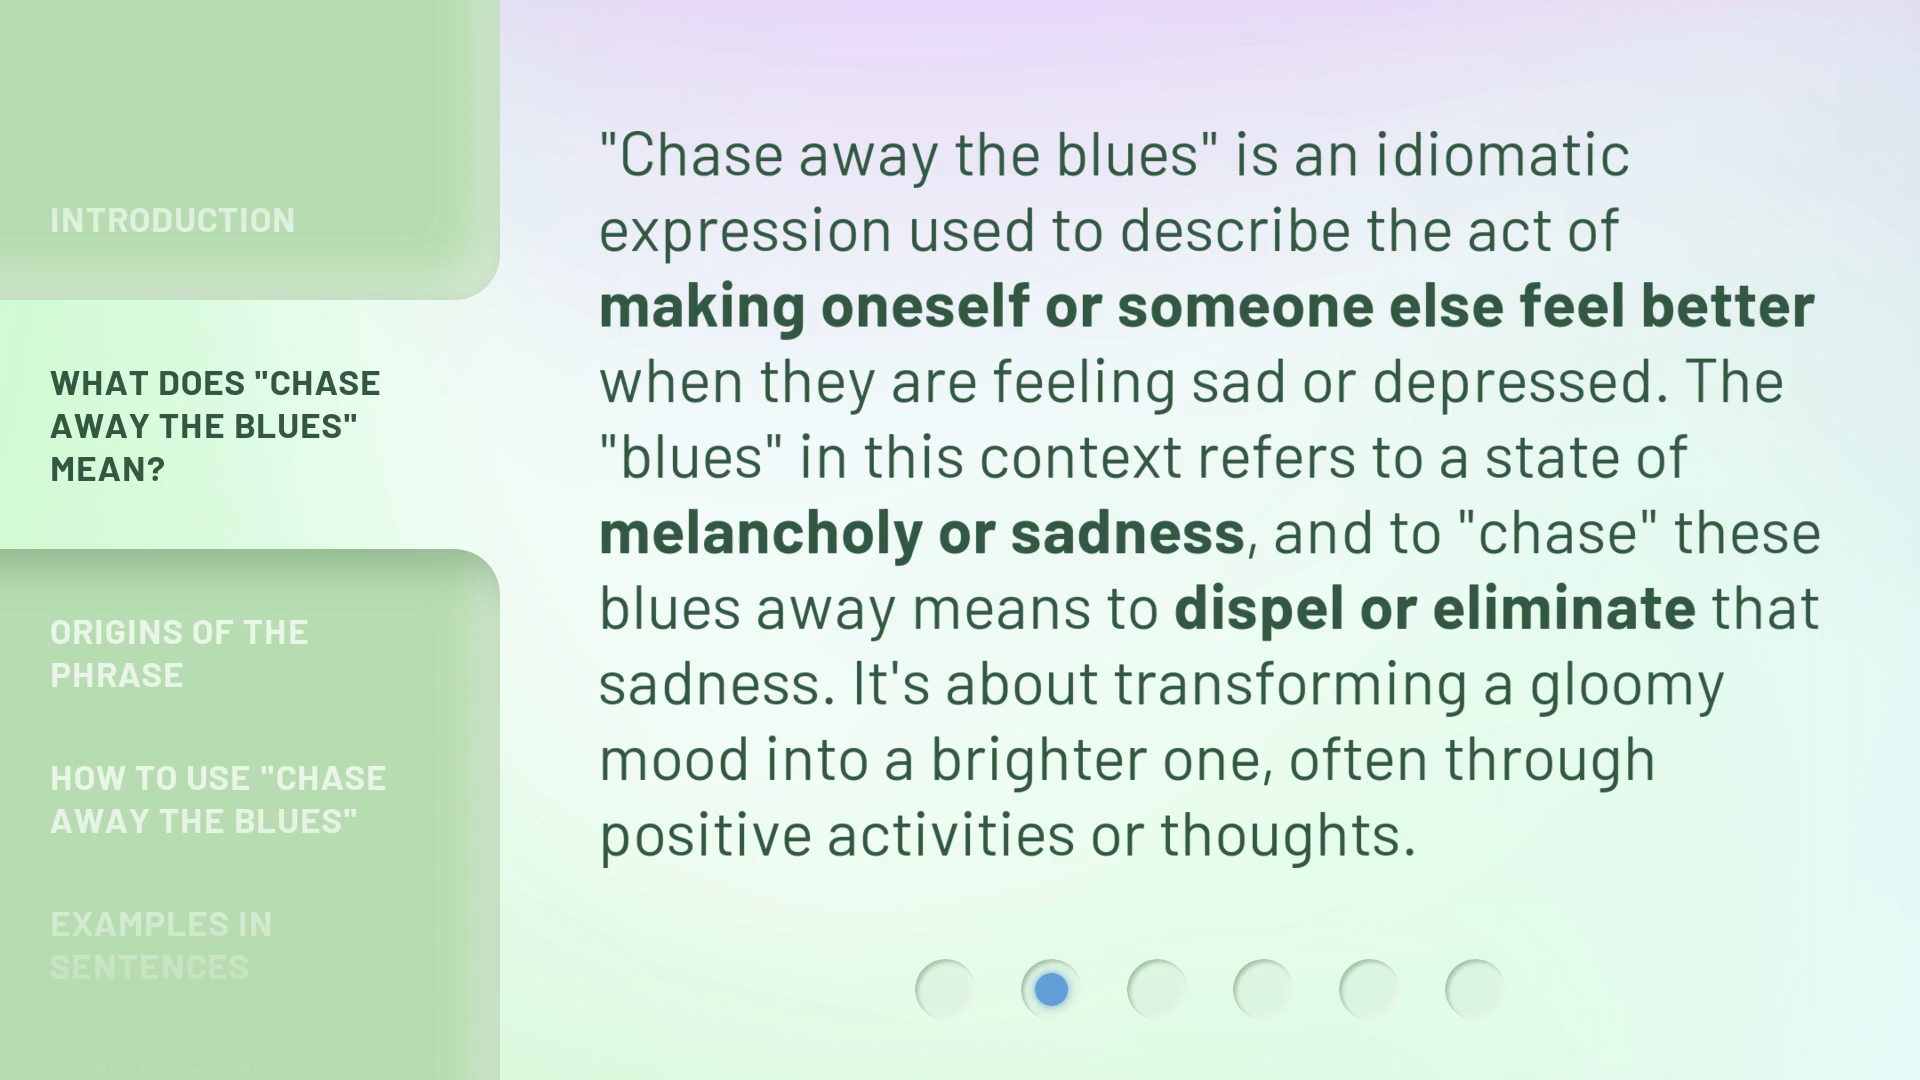 INTRODUCTION
WHAT DOES "CHASE
AWAY THE BLUES"
MEAN?
ORIGINS OF THE
PHRASE
HOW TO USE "CHASE
AWAY THE BLUES"
EXAMPLES IN
SENTENCES
"Chase away the blues" is an idiomatic
expression used to describe the act of
making oneself or someone else feel better
when they are feeling sad or depressed. The
"blues" in this context refers to a state of
melancholy or sadness, and to "chase" these
blues away means to dispel or eliminate that
sadness. It's about transforming a gloomy
mood into a brighter one, often through
positive activities or thoughts.